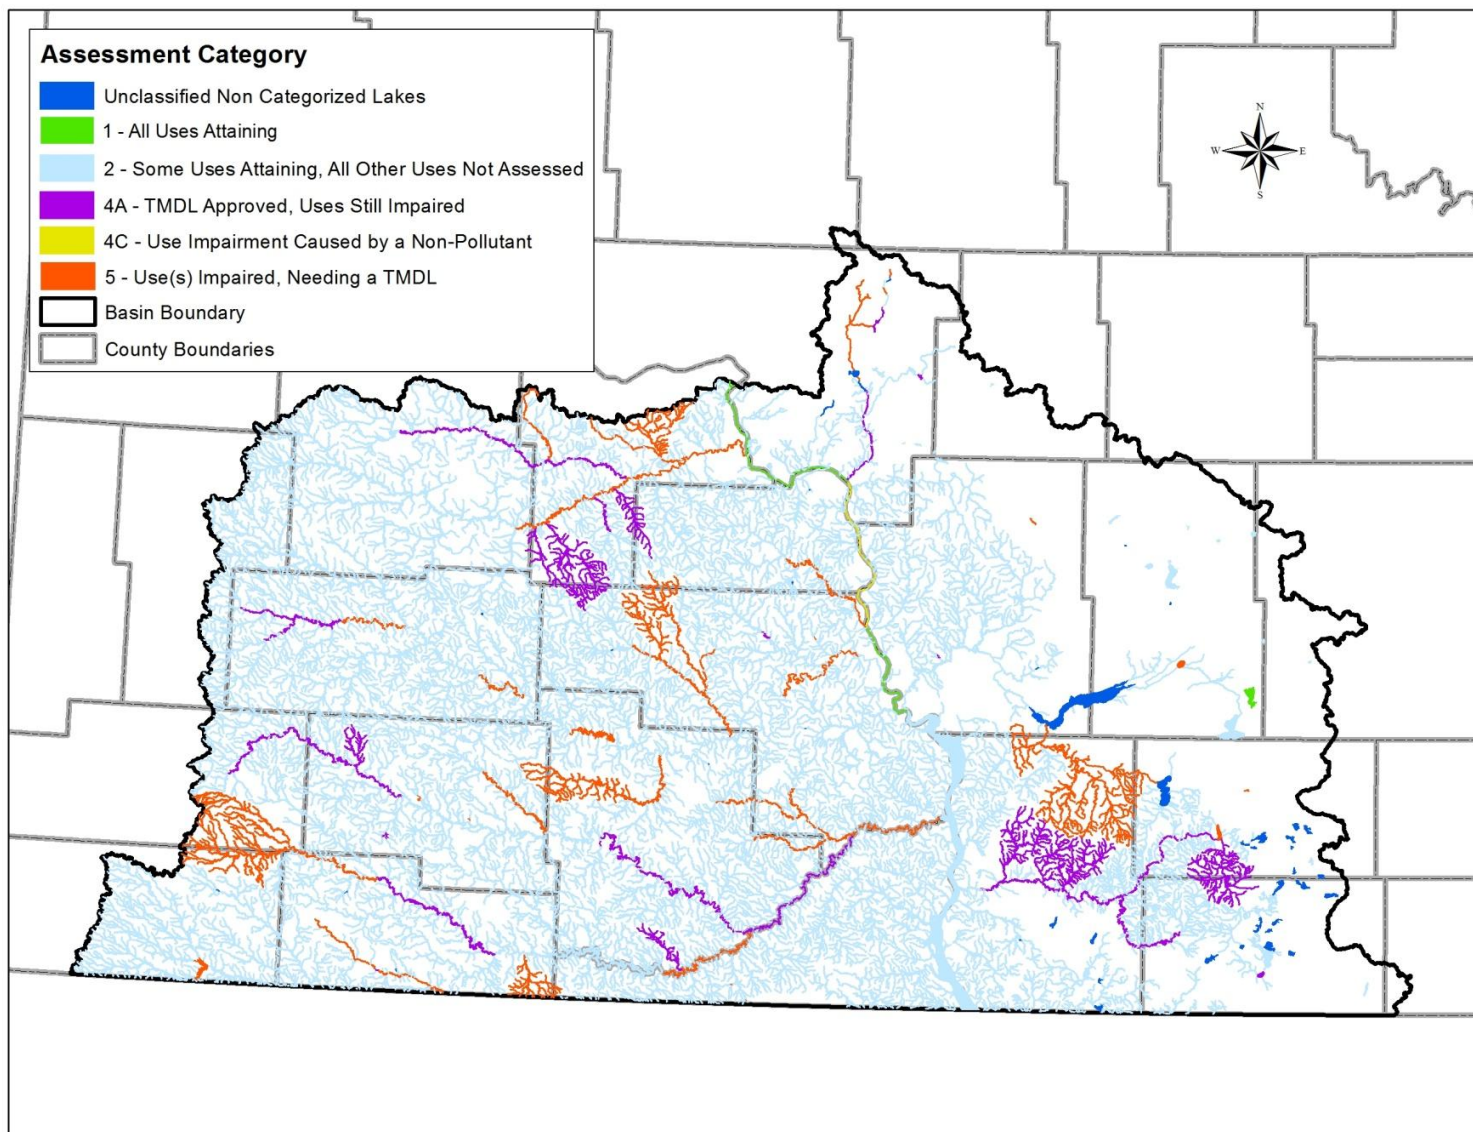 Assessment Category
Unclassified Non Categorized Lakes
1 - All Uses Attaining
2 - Some Uses Attaining, All Other Uses Not Assessed
4A - TMDL Approved, Uses Still Impaired
4C - Use Impairment Caused by a Non-Pollutant
5 - Use(s) Impaired, Needing a TMDL
Basin Boundary
County Boundaries
N
W E
S